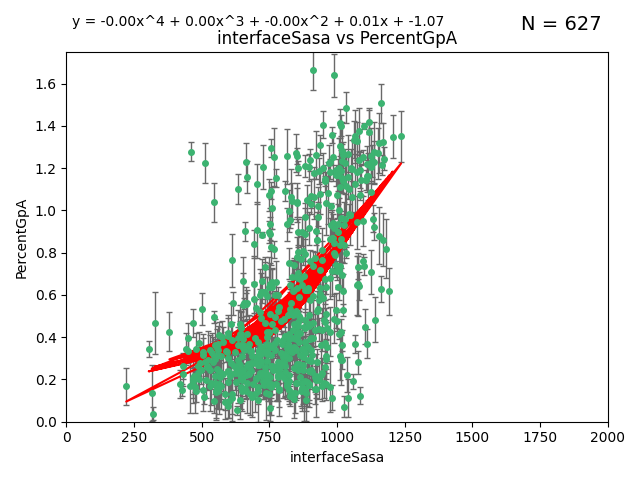 y = -0.00x^4 + 0.00x^3 + -0.00x^2 + 0.01x + -1.07
N = 627
interfaceSasa vs PercentGpA
1.6
1.4
1.2
1.0
0.8
0.6
0.4
0.2
0.0
PercentGpA
0 250 500 750 1000 1250 1500 1750 2000
interfaceSasa